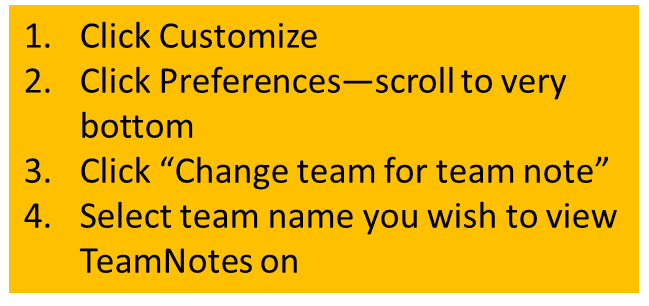 1. Click Customize
2. Click Preferences—scroll to very
bottom
3. Click “Change team for team note”
4. Select team name you wish to view
TeamNotes on